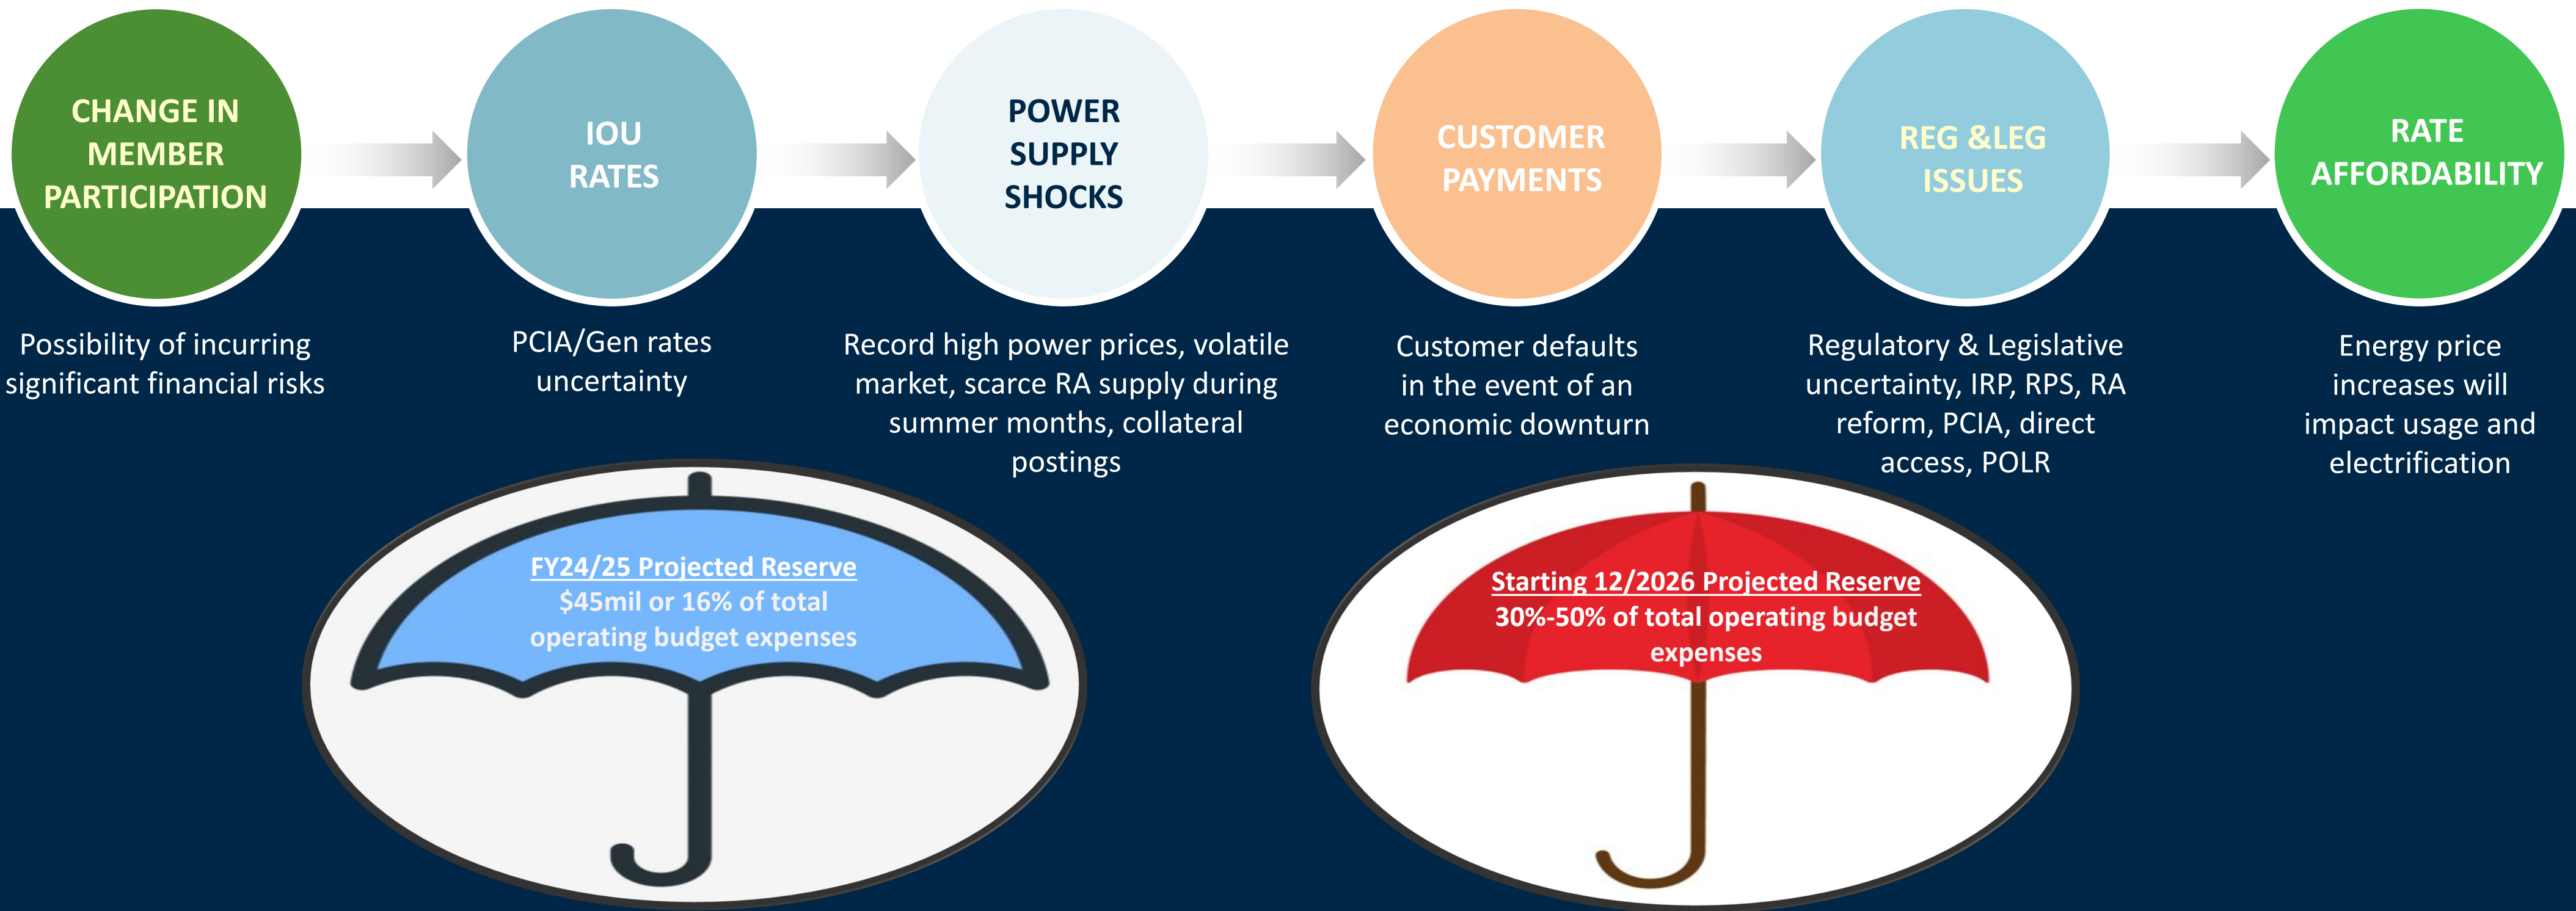 CHANGE IN
MEMBER
PARTICIPATION
IOU
RATES
POWER
SUPPLY
SHOCKS
CUSTOMER
PAYMENTS
REG &LEG
ISSUES
RATE
AFFORDABILITY
Possibility of incurring
significant financial risks
PCIA/Gen rates
uncertainty
Record high power prices, volatile
market, scarce RA supply during
summer months, collateral
postings
Customer defaults
in the event of an
economic downturn
Regulatory & Legislative
uncertainty, IRP, RPS, RA
reform, PCIA, direct
access, POLR
Energy price
increases will
impact usage and
electrification
FY24/25 Projected Reserve
$45mil or 16% of total
operating budget expenses
Starting 12/2026 Projected Reserve
30%-50% of total operating budget
expenses